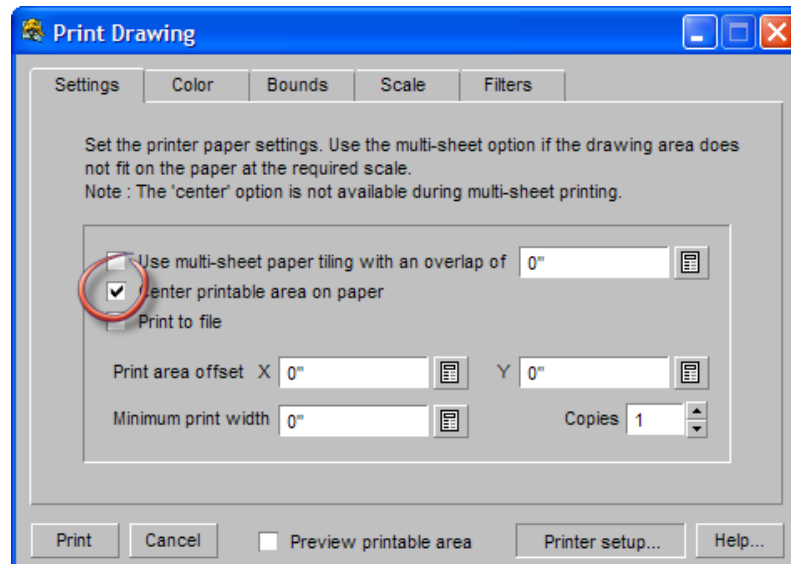 Print Drawing
Settings Color Bounds Scale Filters
Set the printer paper settings. Use the multi-sheet option if the drawing area does
not fit on the paper at the required scale.
Note : The 'center' option is not available during multi-sheet printing.
Use multi-sheet paper tiling with an overlap of 0"
Center printable area on paper
Print to file
Print area offset X 0" Y 0"
Minimum print width 0" Copies 1
Print Cancel Preview printable area Printer setup... Help...